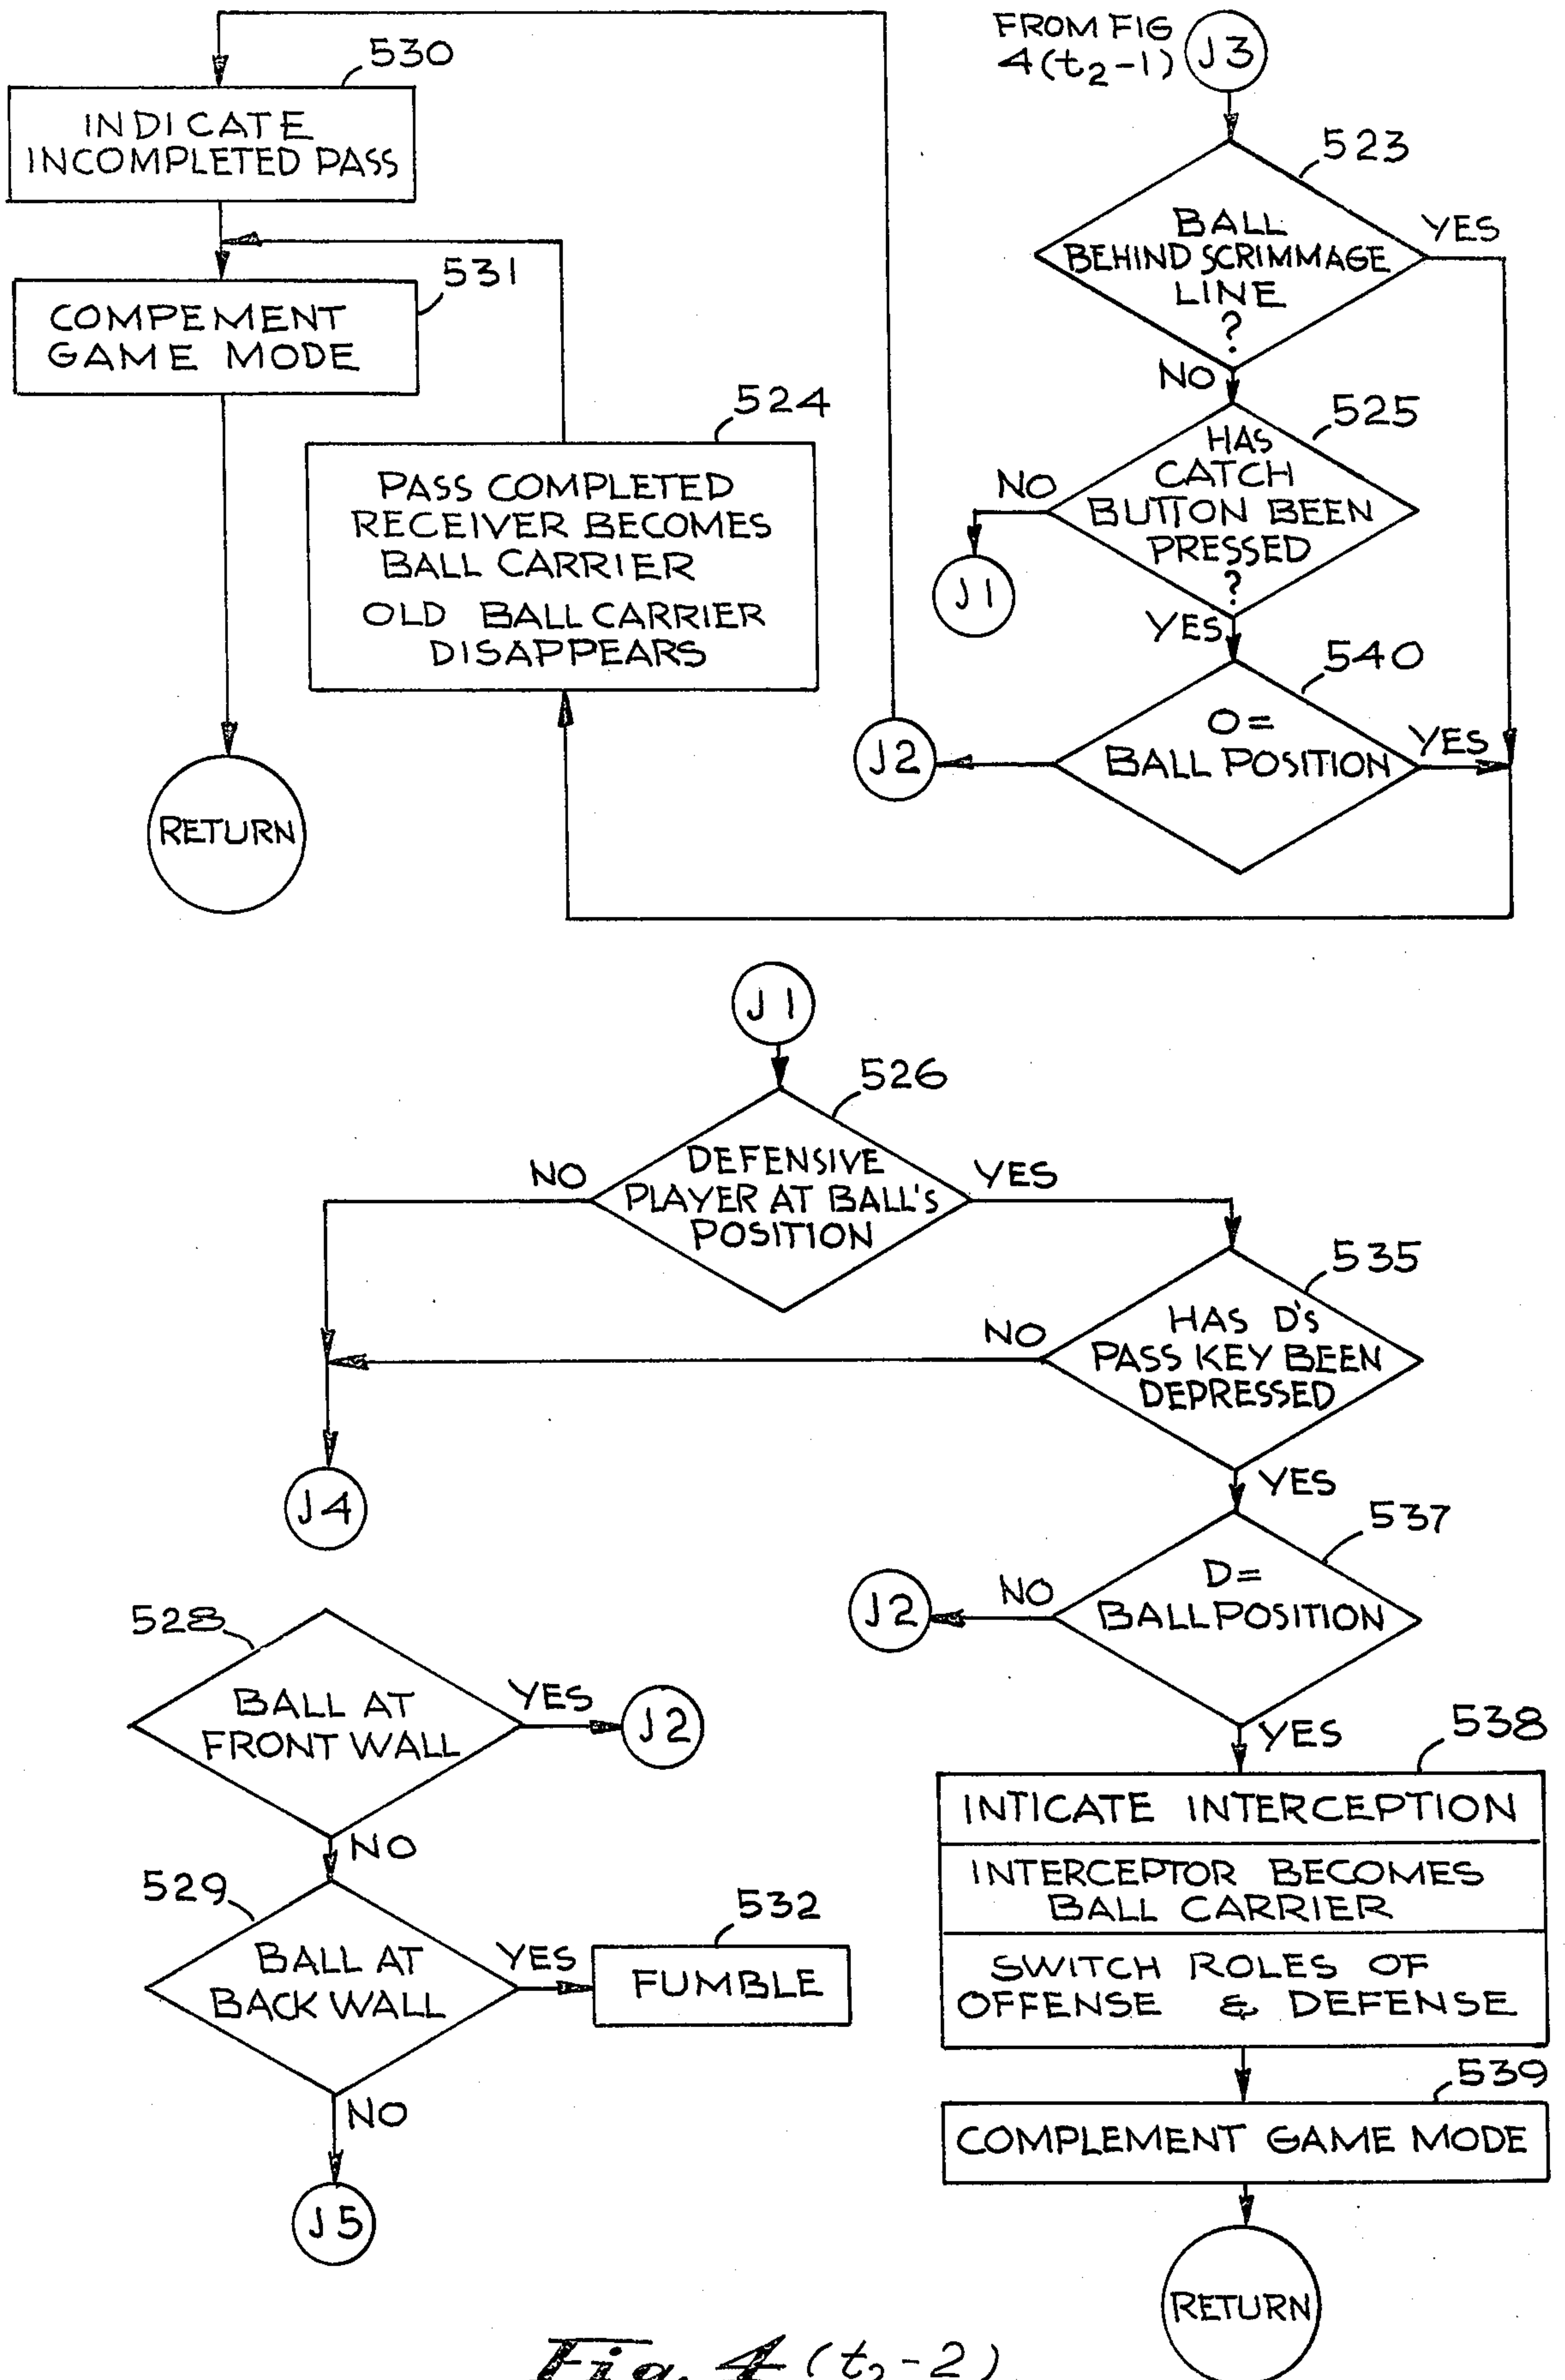 530
INDICATE
INCOMPLETED PASS
531
COMPEMENT
GAME MODE
RETURN
524
PASS COMPLETED
RECEIVER BECOMES
BALL CARRIER
OLD BALL CARRIER
DISAPPEARS
FROM FIG
4(t2-1)
J3
523
BALL
BEHIND SCRIMMAGE
LINE
?
YES
NO
525
HAS
CATCH
BUTTON BEEN
PRESSED
?
NO
J1
YES
540
O=
BALL POSITION
YES
J2
J1
526
DEFENSIVE
PLAYER AT BALL'S
POSITION
NO
YES
535
HAS D'S
PASS KEY BEEN
DEPRESSED
NO
J4
YES
537
D=
BALL POSITION
NO
J2
YES
528
BALL AT
FRONT WALL
YES
J2
NO
529
BALL AT
BACK WALL
YES
532
FUMBLE
NO
J5
538
INTICATE INTERCEPTION
INTERCEPTOR BECOMES
BALL CARRIER
SWITCH ROLES OF
OFFENSE & DEFENSE
539
COMPLEMENT GAME MODE
RETURN
Fig. 4 (t2-2)